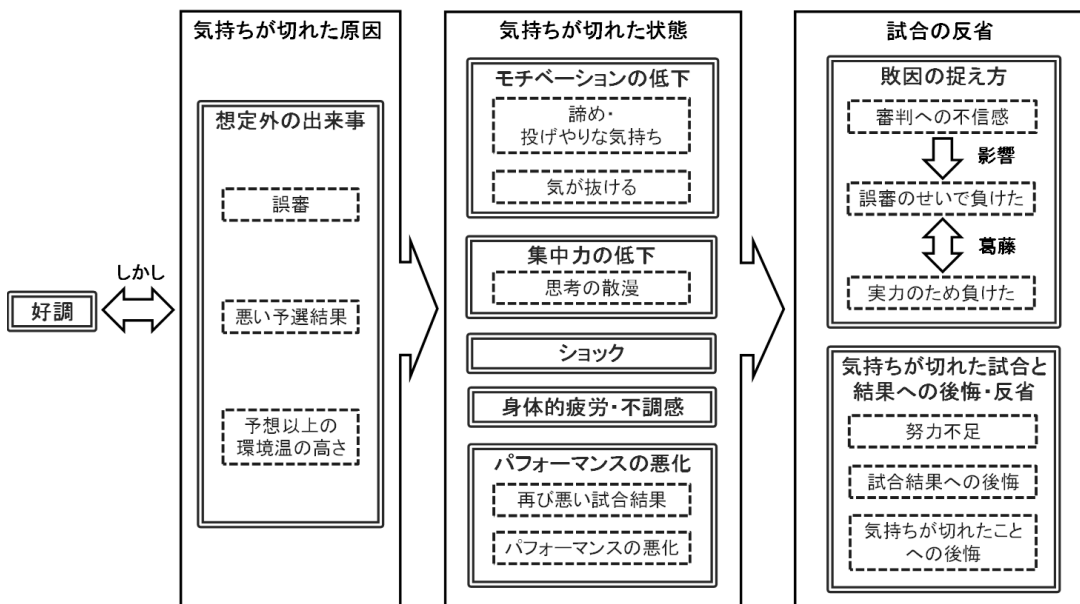 しかし
好調
気持ちが切れた原因
想定外の出来事
誤審
悪い予選結果
予想以上の
環境温の高さ
気持ちが切れた状態
モチベーションの低下
諦め・
投げやりな気持ち
気が抜ける
集中力の低下
思考の散漫
ショック
身体的疲労・不調感
パフォーマンスの悪化
再び悪い試合結果
パフォーマンスの悪化
試合の反省
敗因の捉え方
審判への不信感
影響
誤審のせいで負けた
葛藤
実力のため負けた
気持ちが切れた試合と
結果への後悔・反省
努力不足
試合結果への後悔
気持ちが切れたこと
への後悔